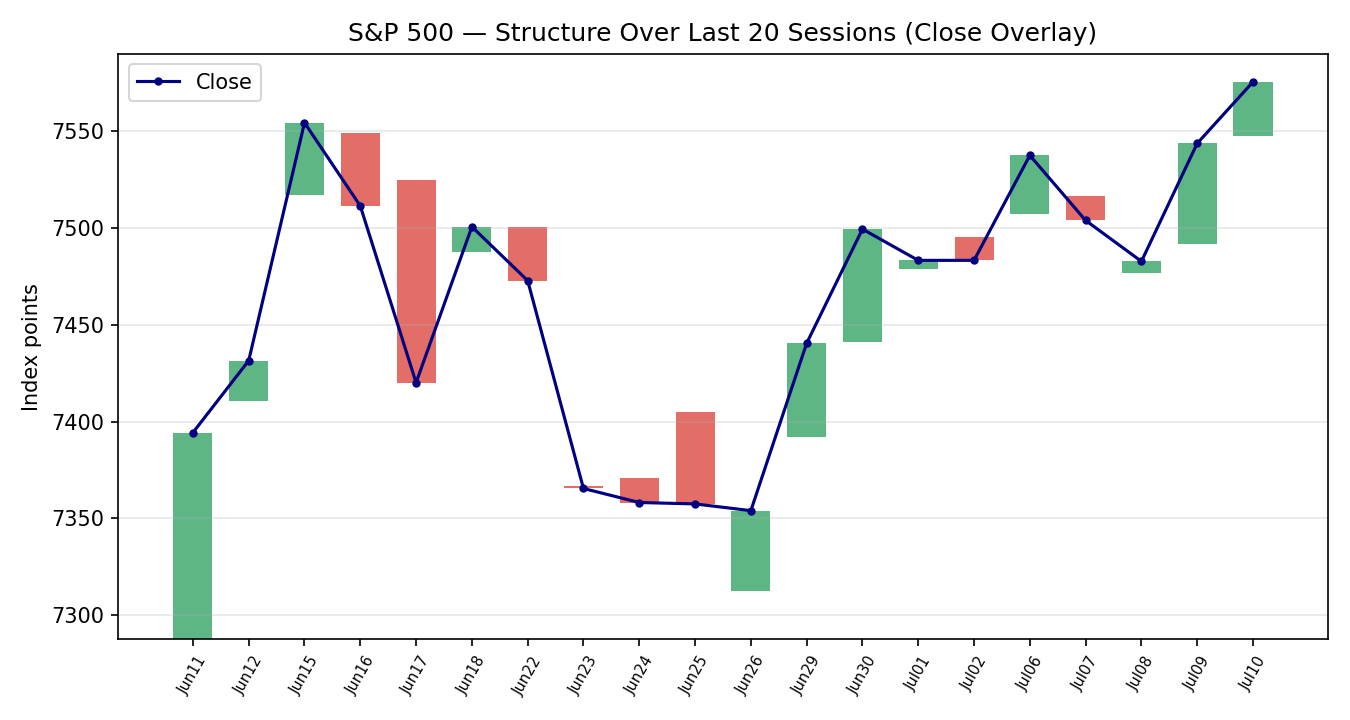 S&P 500 — Structure Over Last 20 Sessions (Close Overlay)
Close
Index points
7550
7500
7450
7400
7350
7300
Jun11
Jun12
Jun15
Jun16
Jun17
Jun18
Jun22
Jun23
Jun24
Jun25
Jun26
Jun29
Jun30
Jul01
Jul02
Jul06
Jul07
Jul08
Jul09
Jul10